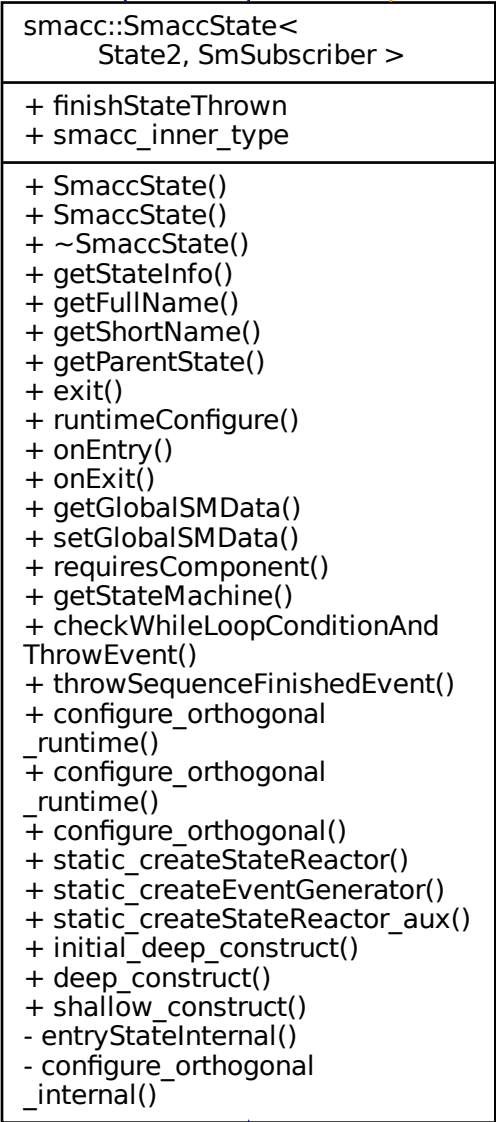 smacc::SmaccState<
State2, SmSubscriber >
+ finishStateThrown
+ smacc_inner_type
+ SmaccState()
+ SmaccState()
+ ~SmaccState()
+ getStateInfo()
+ getFullName()
+ getShortName()
+ getParentState()
+ exit()
+ runtimeConfigure()
+ onEntry()
+ onExit()
+ getGlobalSMData()
+ setGlobalSMData()
+ requiresComponent()
+ getStateMachine()
+ checkWhileLoopConditionAnd
ThrowEvent()
+ throwSequenceFinishedEvent()
+ configure_orthogonal
_runtime()
+ configure_orthogonal
_runtime()
+ configure_orthogonal()
+ static_createStateReactor()
+ static_createEventGenerator()
+ static_createStateReactor_aux()
+ initial_deep_construct()
+ deep_construct()
+ shallow_construct()
- entryStateInternal()
- configure_orthogonal
_internal()